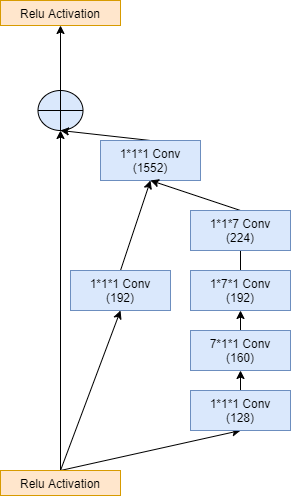 Relu Activation
1*1*1 Conv
(1552)
1*1*7 Conv
(224)
1*1*1 Conv
(192)
1*7*1 Conv
(192)
7*1*1 Conv
(160)
1*1*1 Conv
(128)
Relu Activation